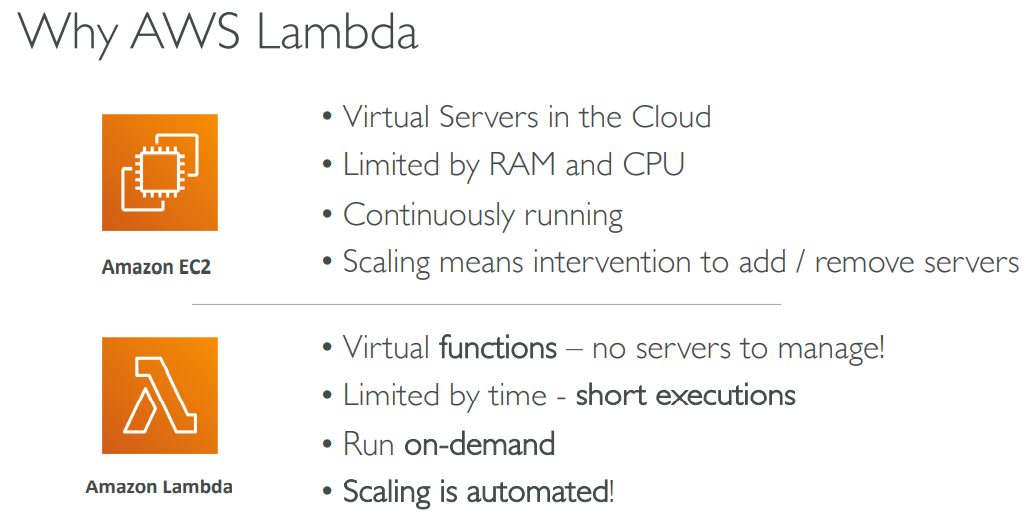 Why AWS Lambda
• Virtual Servers in the Cloud
• Limited by RAM and CPU
• Continuously running
• Scaling means intervention to add / remove servers
Amazon EC2
• Virtual functions – no servers to manage!
• Limited by time - short executions
• Run on-demand
• Scaling is automated!
Amazon Lambda